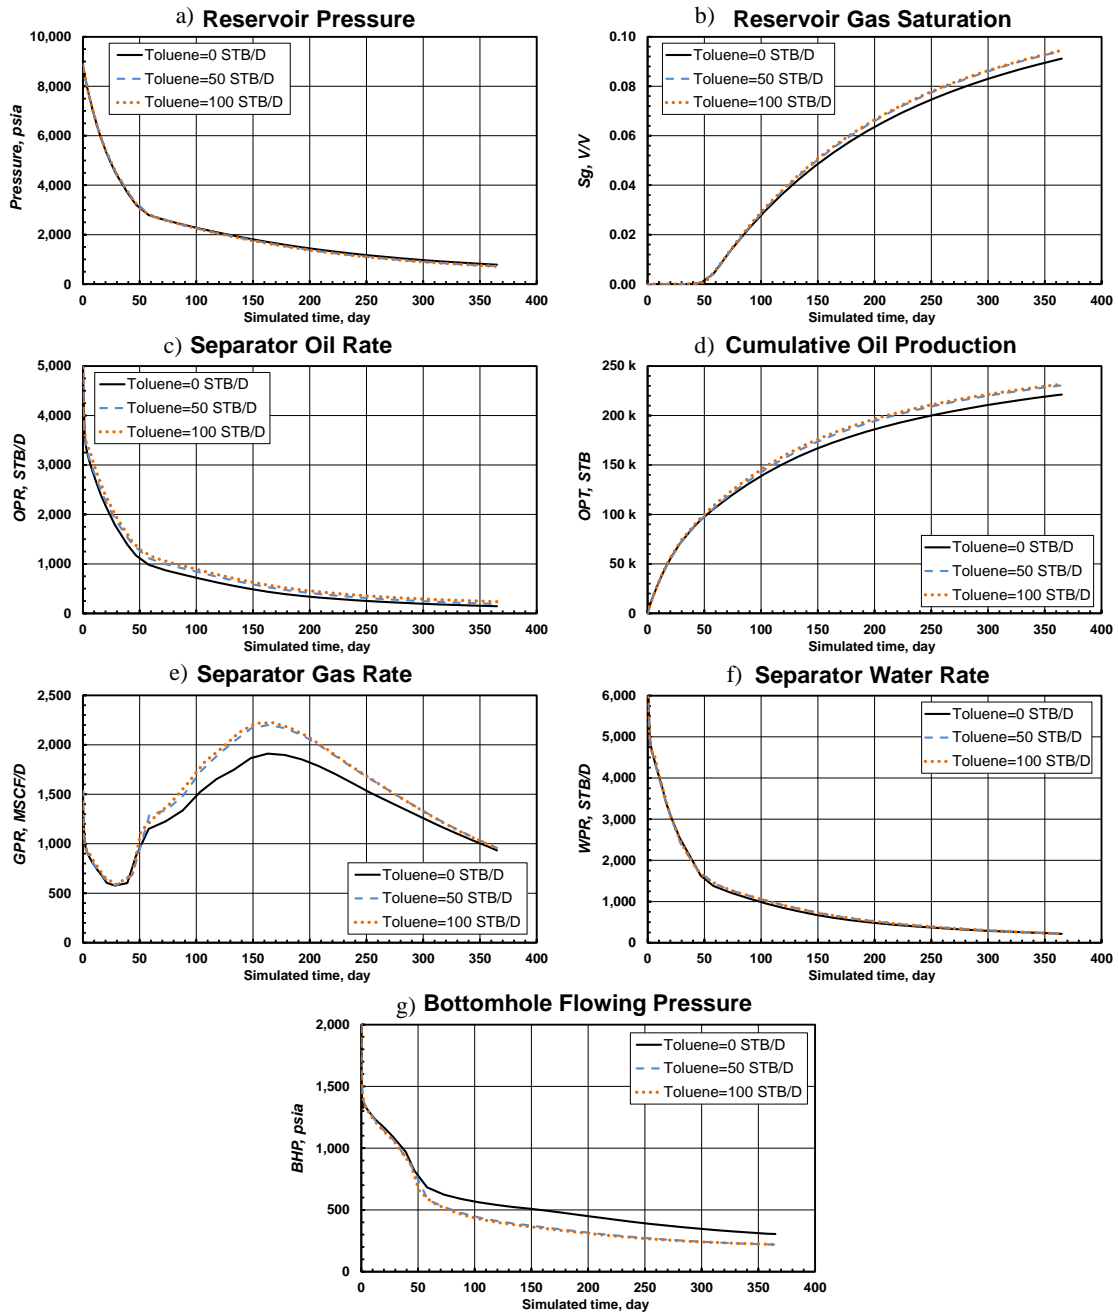 a) Reservoir Pressure
10,000
8,000
6,000
4,000
2,000
0
Pressure, psia
Toluene=0 STB/D
Toluene=50 STB/D
Toluene=100 STB/D
0 50 100 150 200 250 300 350 400
Simulated time, day
b) Reservoir Gas Saturation
0.10
0.08
0.06
0.04
0.02
0.00
Sg, V/V
Toluene=0 STB/D
Toluene=50 STB/D
Toluene=100 STB/D
0 50 100 150 200 250 300 350 400
Simulated time, day
c) Separator Oil Rate
5,000
4,000
3,000
2,000
1,000
0
OPR, STB/D
Toluene=0 STB/D
Toluene=50 STB/D
Toluene=100 STB/D
0 50 100 150 200 250 300 350 400
Simulated time, day
d) Cumulative Oil Production
250 k
200 k
150 k
100 k
50 k
0
OPT, STB
Toluene=0 STB/D
Toluene=50 STB/D
Toluene=100 STB/D
0 50 100 150 200 250 300 350 400
Simulated time, day
e) Separator Gas Rate
2,500
2,000
1,500
1,000
500
0
GPR, MSCF/D
Toluene=0 STB/D
Toluene=50 STB/D
Toluene=100 STB/D
0 50 100 150 200 250 300 350 400
Simulated time, day
f) Separator Water Rate
6,000
5,000
4,000
3,000
2,000
1,000
0
WPR, STB/D
Toluene=0 STB/D
Toluene=50 STB/D
Toluene=100 STB/D
0 50 100 150 200 250 300 350 400
Simulated time, day
g) Bottomhole Flowing Pressure
2,000
1,500
1,000
500
0
BHP, psia
Toluene=0 STB/D
Toluene=50 STB/D
Toluene=100 STB/D
0 50 100 150 200 250 300 350 400
Simulated time, day